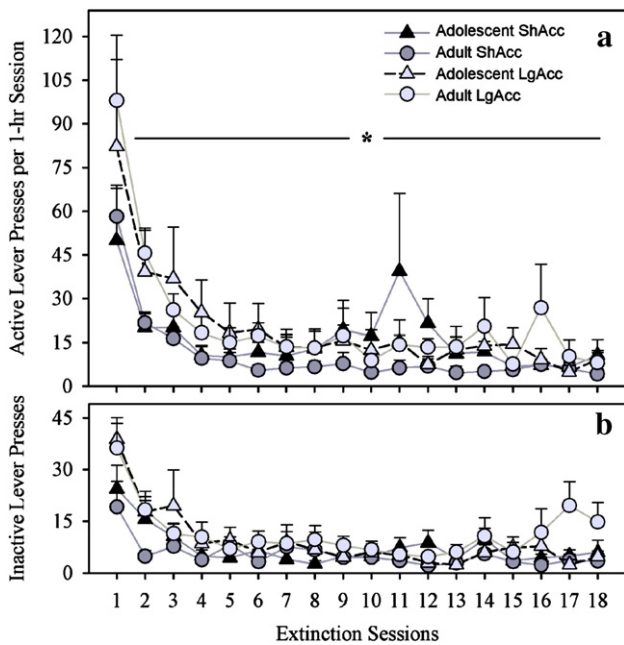 a
Adolescent ShAcc
Adult ShAcc
Adolescent LgAcc
Adult LgAcc
Active Lever Presses per 1-hr Session
120
105
90
75
60
45
30
15
0
*
b
Inactive Lever Presses
45
30
15
0
1 2 3 4 5 6 7 8 9 10 11 12 13 14 15 16 17 18
Extinction Sessions